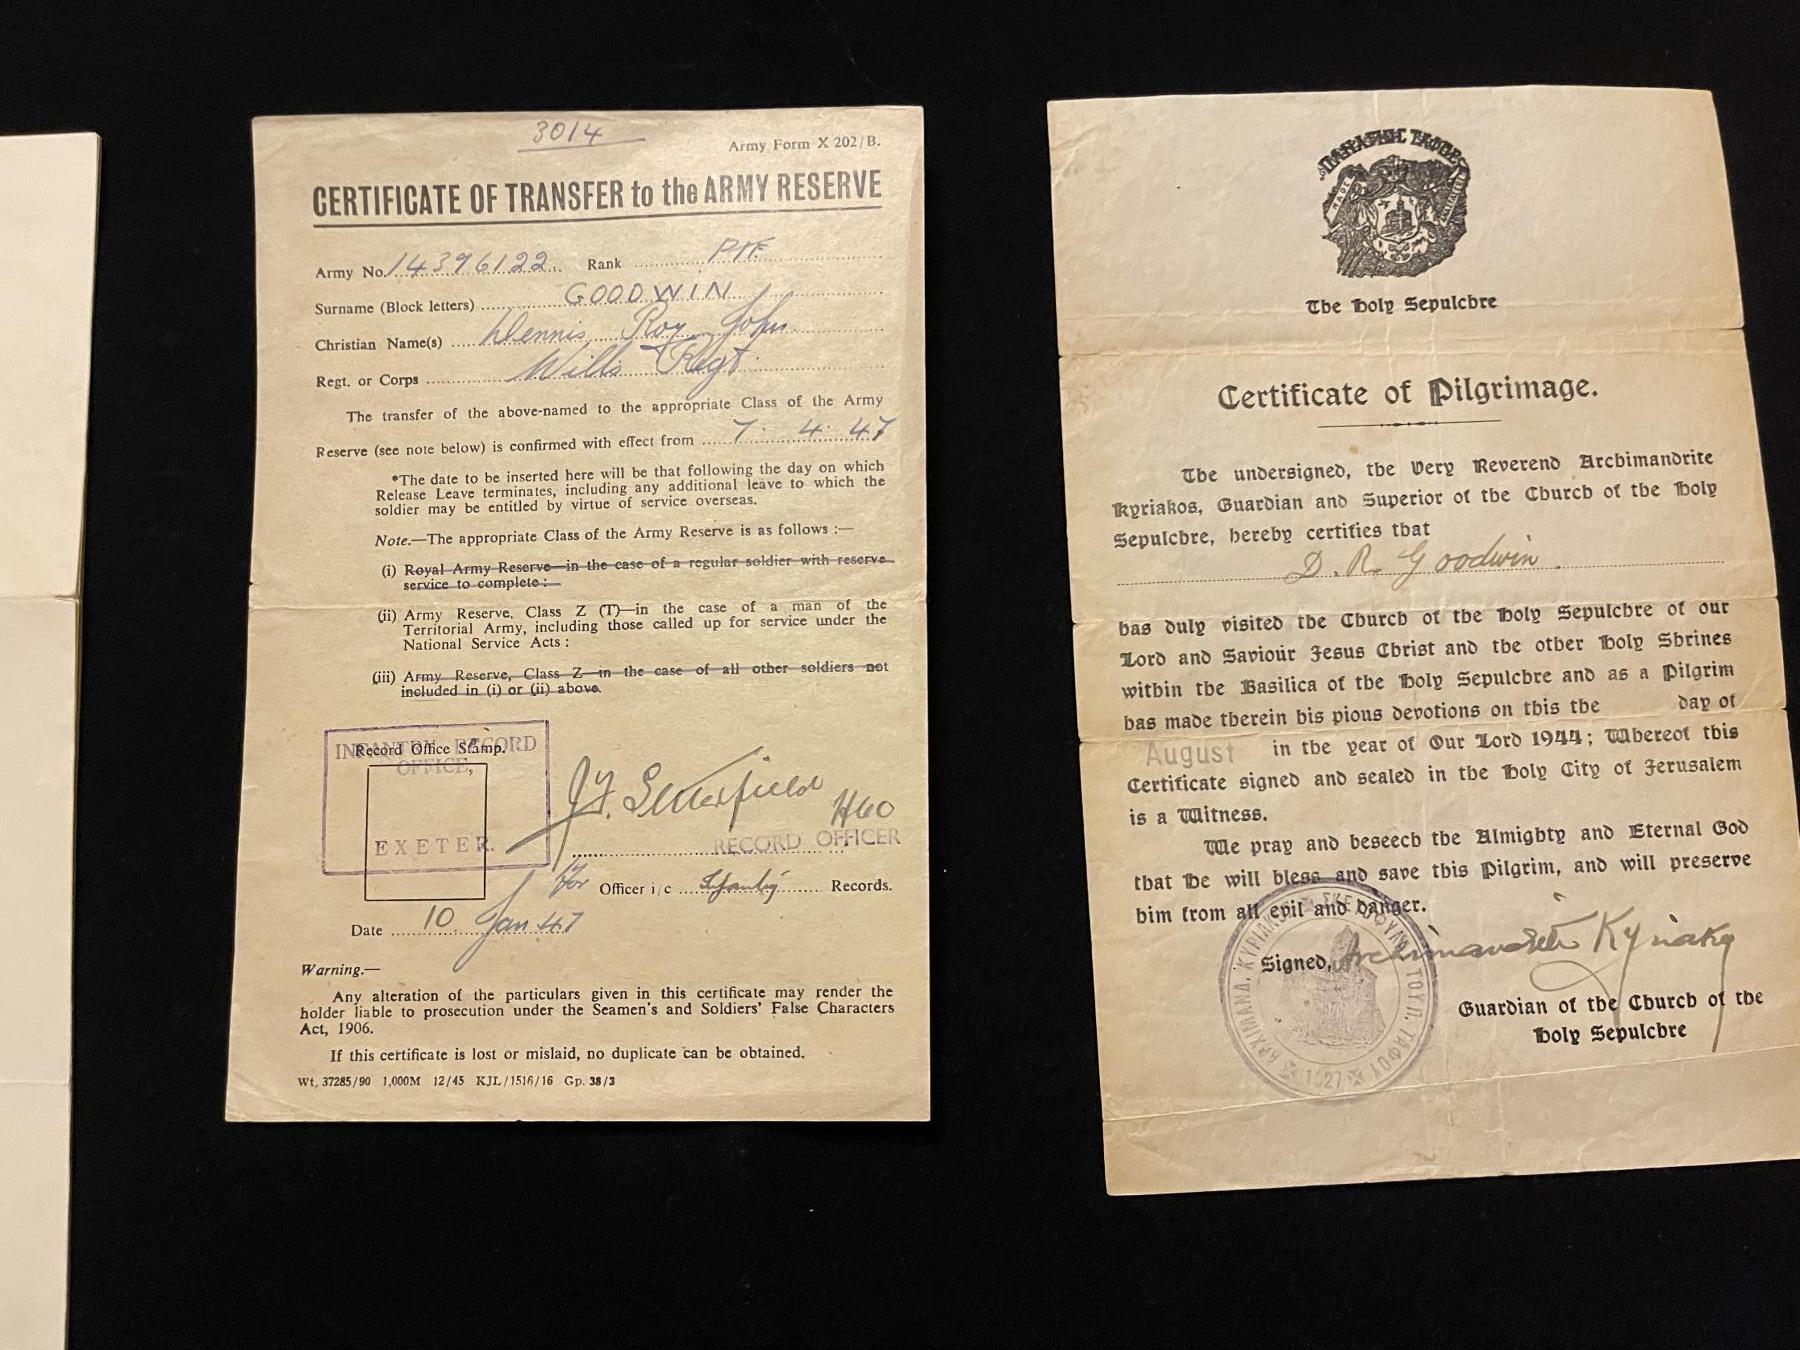 3014
Army Form X 202/B.
CERTIFICATE OF TRANSFER to the ARMY RESERVE
Army No. 14396122 Rank Pte
Surname (Block letters) GOODWIN
Christian Name(s) Dennis Roy John
Regt. or Corps Wilts Regt.
The transfer of the above-named to the appropriate Class of the Army
Reserve (see note below) is confirmed with effect from 7. 4. 47
*The date to be inserted here will be that following the day on which
Release Leave terminates, including any additional leave to which the
soldier may be entitled by virtue of service overseas.
Note.—The appropriate Class of the Army Reserve is as follows :—
(i) Royal Army Reserve—in the case of a regular soldier with reserve
service to complete :—
(ii) Army Reserve, Class Z (T)—in the case of a man of the
Territorial Army, including those called up for service under the
National Service Acts :
(iii) Army Reserve, Class Z—in the case of all other soldiers not
included in (i) or (ii) above.
INFANTRY RECORD
Record Office Stamp.
OFFICE,
EXETER.
H60
RECORD OFFICER
for Officer i/c Infantry Records.
Date 10 Jan 47
Warning.—
Any alteration of the particulars given in this certificate may render the
holder liable to prosecution under the Seamen's and Soldiers' False Characters
Act, 1906.
If this certificate is lost or mislaid, no duplicate can be obtained.
Wt. 37285/90 1,000M 12/45 KJL/1516/16 Gp. 38/3
The Holy Sepulchre
Certificate of Pilgrimage.
The undersigned, the Very Reverend Archimandrite
Kyriakos, Guardian and Superior of the Church of the Holy
Sepulchre, hereby certifies that
D. R. Goodwin.
has duly visited the Church of the Holy Sepulchre of our
Lord and Saviour Jesus Christ and the other Holy Shrines
within the Basilica of the Holy Sepulchre and as a Pilgrim
has made therein his pious devotions on this the day of
August in the year of Our Lord 1944; Whereof this
Certificate signed and sealed in the Holy City of Jerusalem
is a Witness.
We pray and beseech the Almighty and Eternal God
that He will bless and save this Pilgrim, and will preserve
him from all evil and danger.
Signed, Archimandrite Kyriakos
Guardian of the Church of the
Holy Sepulchre
ΑΡΧΙΜΑΝΔ. ΚΥΡΙΑΚΟΣ ΣΚΕΥΟΦΥΛΑΞ ΤΟΥ Π. ΤΑΦΟΥ
1927